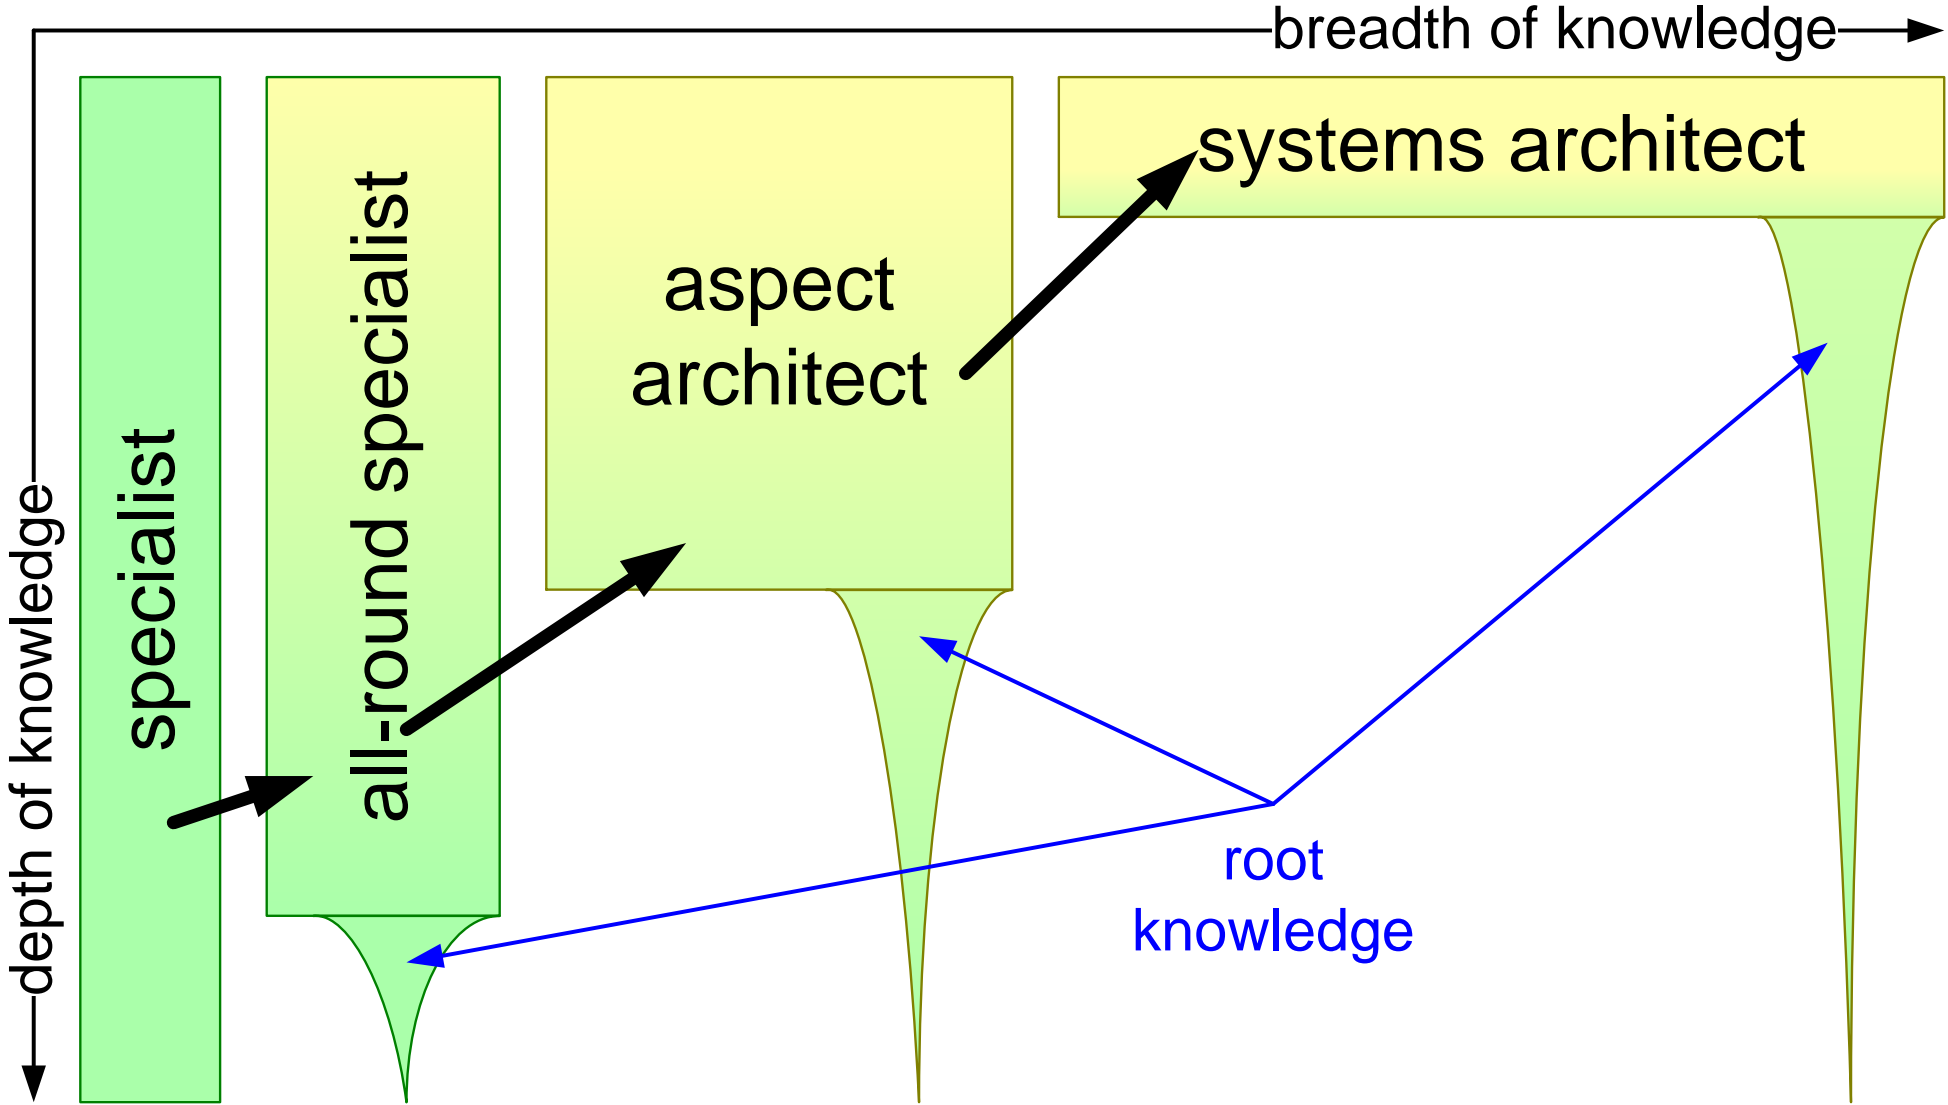 breadth of knowledge
depth of knowledge
specialist
all-round specialist
aspect
architect
systems architect
root
knowledge